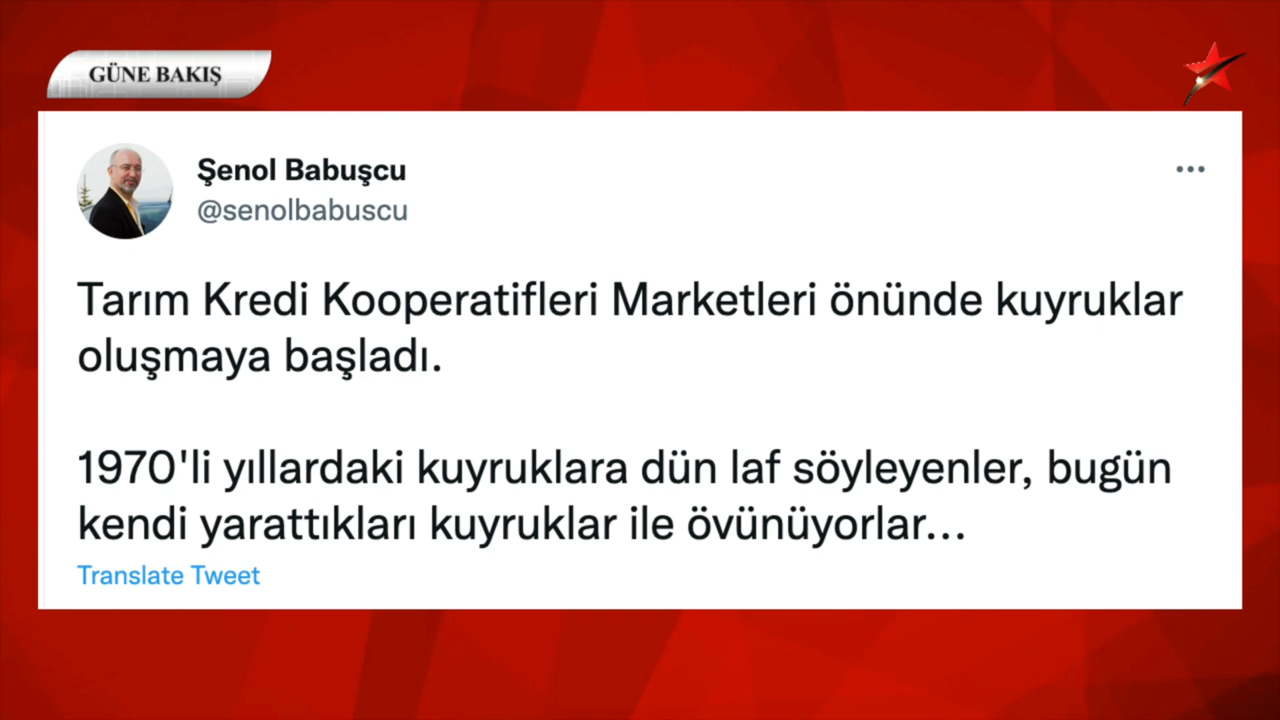 GÜNE BAKIŞ
Şenol Babuşcu
@senolbabuscu
Tarım Kredi Kooperatifleri Marketleri önünde kuyruklar
oluşmaya başladı.
1970'li yıllardaki kuyruklara dün laf söyleyenler, bugün
kendi yarattıkları kuyruklar ile övünüyorlar...
Translate Tweet